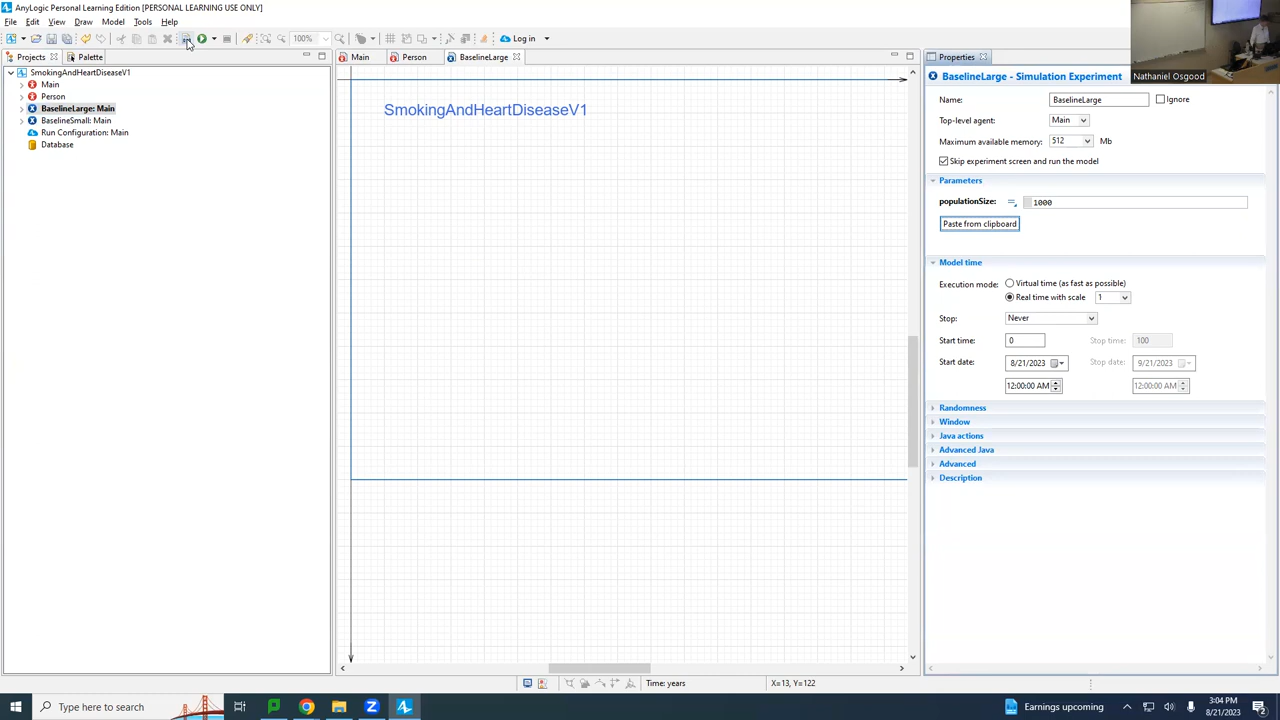 AnyLogic Personal Learning Edition [PERSONAL LEARNING USE ONLY]
File Edit View Draw Model Tools Help
100%
Log in
Projects
Palette
Main
Person
BaselineLarge
Properties
Nathaniel Osgood
SmokingAndHeartDiseaseV1
Main
Person
BaselineLarge: Main
BaselineSmall: Main
Run Configuration: Main
Database
SmokingAndHeartDiseaseV1
BaselineLarge - Simulation Experiment
Name: BaselineLarge Ignore
Top-level agent: Main
Maximum available memory: 512 Mb
Skip experiment screen and run the model
Parameters
populationSize: 1000
Paste from clipboard
Model time
Execution mode: Virtual time (as fast as possible)
Real time with scale 1
Stop: Never
Start time: 0 Stop time: 100
Start date: 8/21/2023 Stop date: 9/21/2023
12:00:00 AM 12:00:00 AM
Randomness
Window
Java actions
Advanced Java
Advanced
Description
Time: years
X=13, Y=122
Type here to search
Earnings upcoming
3:04 PM
8/21/2023
2